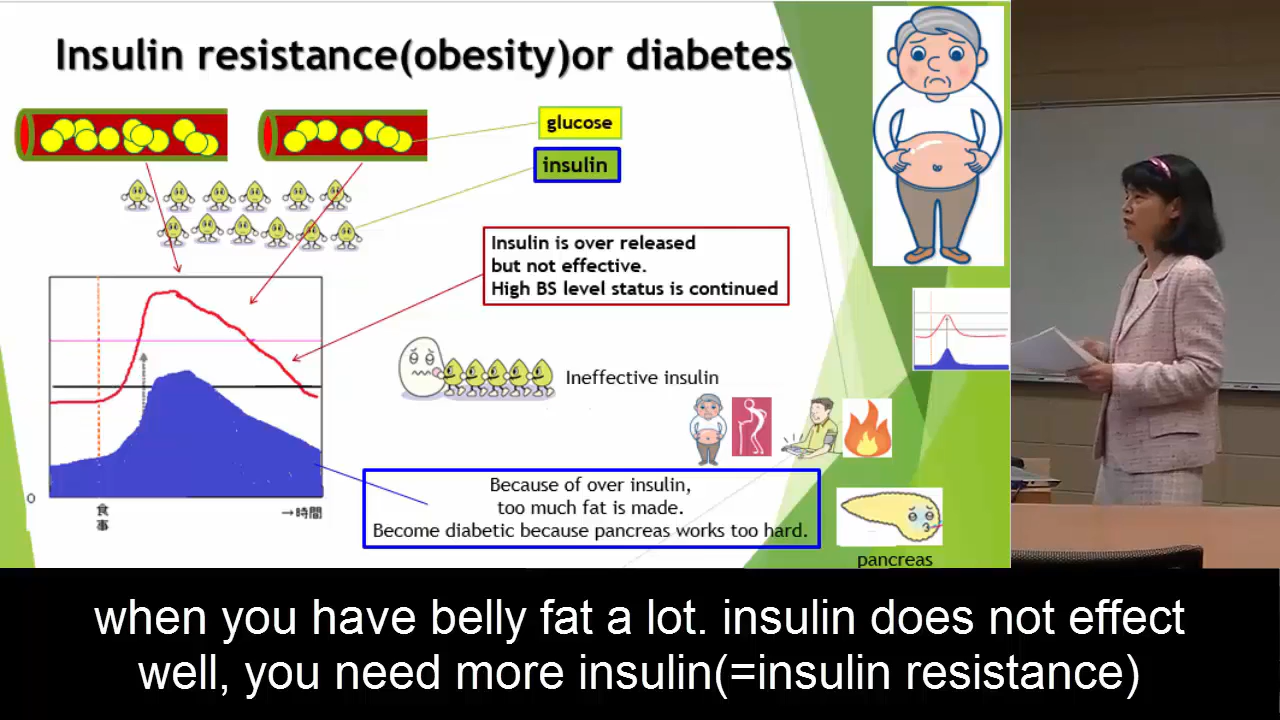 Insulin resistance(obesity)or diabetes
glucose
insulin
Insulin is over released
but not effective.
High BS level status is continued
Ineffective insulin
O
食
事
→時間
Because of over insulin,
too much fat is made.
Become diabetic because pancreas works too hard.
pancreas
when you have belly fat a lot. insulin does not effect
well, you need more insulin(=insulin resistance)